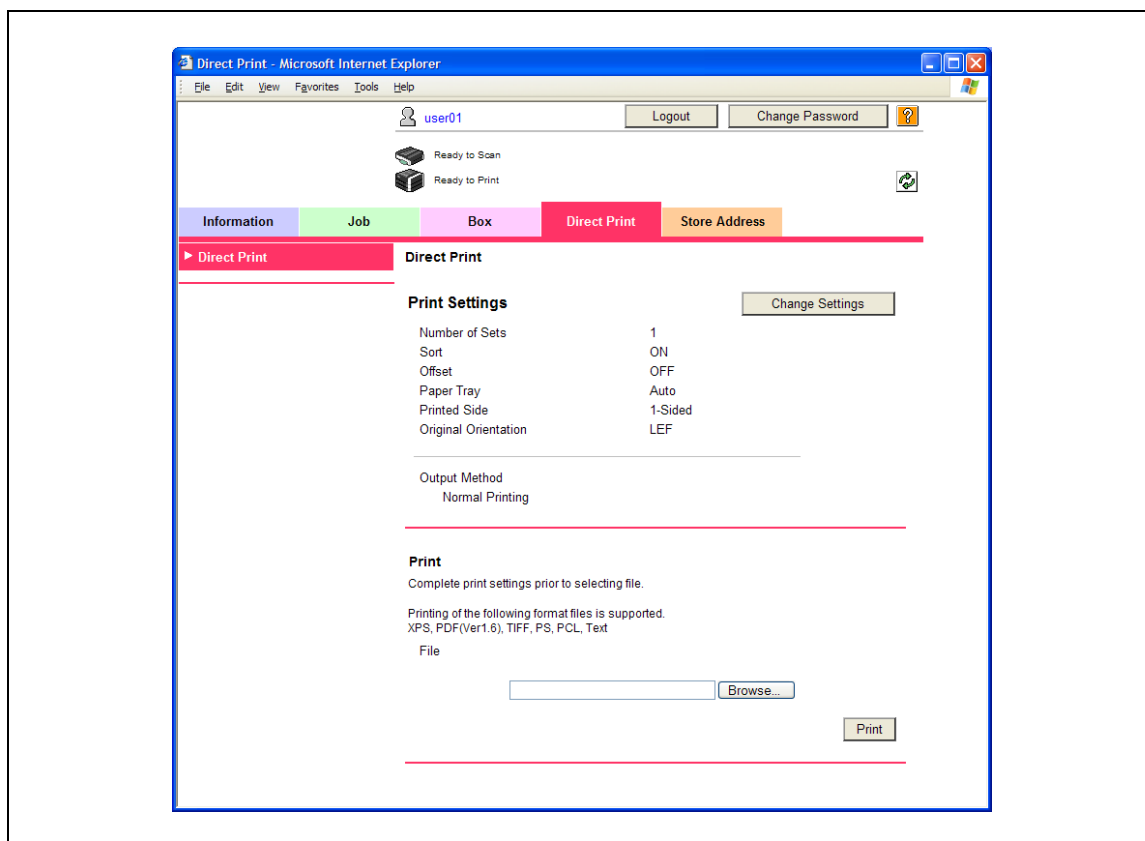 Direct Print - Microsoft Internet Explorer
File Edit View Favorites Tools Help
user01 Logout Change Password ?
Ready to Scan
Ready to Print
Information Job Box Direct Print Store Address
Direct Print
Direct Print
Print Settings Change Settings
Number of Sets 1
Sort ON
Offset OFF
Paper Tray Auto
Printed Side 1-Sided
Original Orientation LEF
Output Method
Normal Printing
Print
Complete print settings prior to selecting file.
Printing of the following format files is supported.
XPS, PDF(Ver1.6), TIFF, PS, PCL, Text
File
Browse...
Print